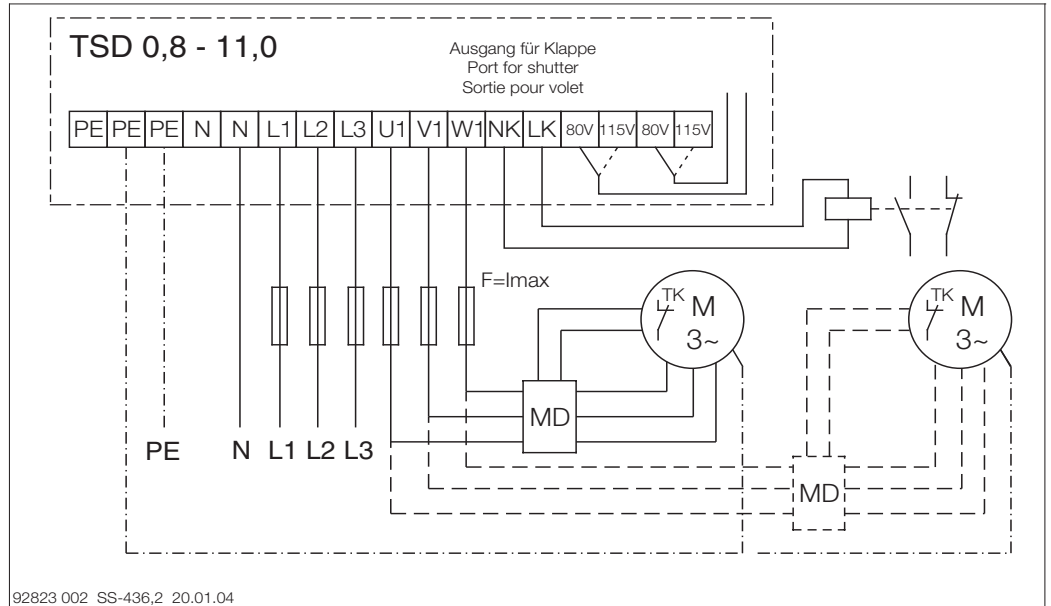 TSD 0,8 - 11,0
Ausgang für Klappe
Port for shutter
Sortie pour volet
PE PE PE N N L1 L2 L3 U1 V1 W1 NK LK 80V 115V 80V 115V
F=Imax
TK M 3~
TK M 3~
MD
MD
PE N L1 L2 L3
92823 002 SS-436,2 20.01.04